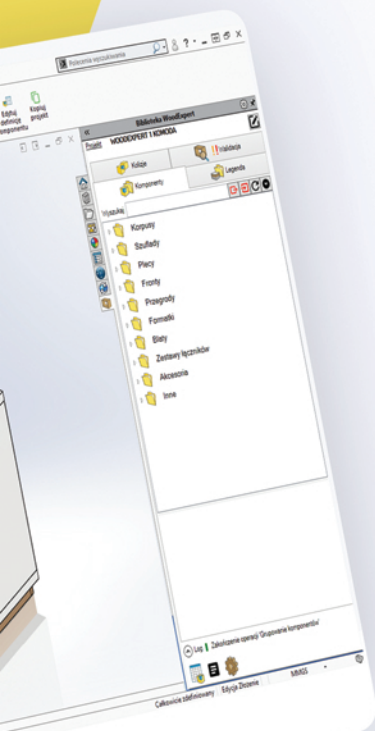 Polecenia wyszukiwania
?
Edytuj definicję komponentu
Kopiuj projekt
Biblioteka WoodExpert
Projekt WOODEXPERT 1 KOMODA
Kolizje
!! Walidacja
Komponenty
Legenda
Wyszukaj
Korpusy
Szuflady
Plecy
Fronty
Przegrody
Formatki
Blaty
Zestawy łączników
Akcesoria
Inne
Log
Zakończenie operacji 'Grupowanie komponentów'
Całkowicie zdefiniowany
Edycja Złożenie
MMGS